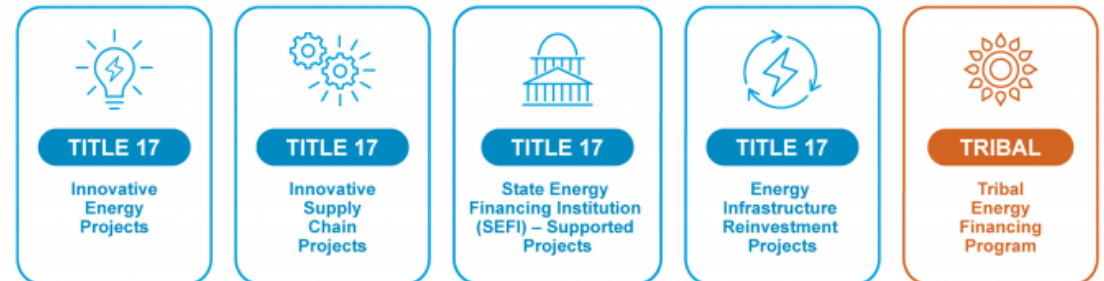 TITLE 17
Innovative
Energy
Projects
TITLE 17
Innovative
Supply
Chain
Projects
TITLE 17
State Energy
Financing Institution
(SEFI) – Supported
Projects
TITLE 17
Energy
Infrastructure
Reinvestment
Projects
TRIBAL
Tribal
Energy
Financing
Program